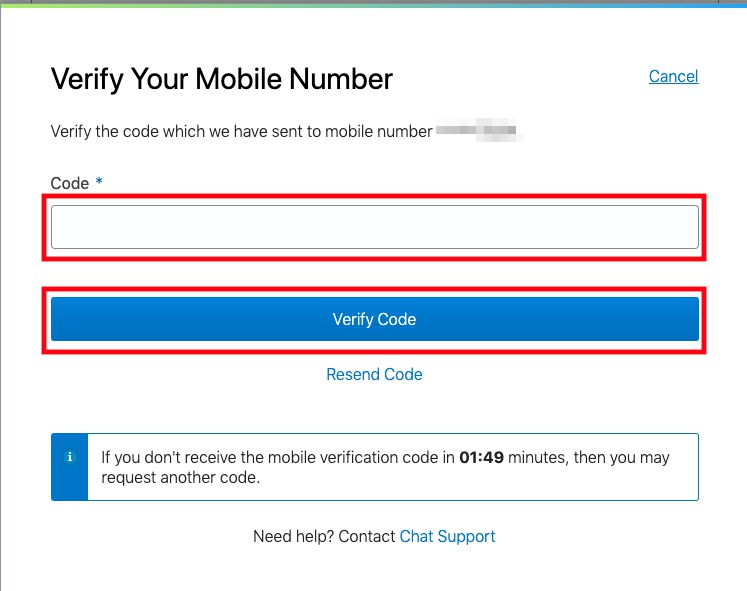 Verify Your Mobile Number
Cancel
Verify the code which we have sent to mobile number
Code *
Verify Code
Resend Code
i
If you don't receive the mobile verification code in 01:49 minutes, then you may
request another code.
Need help? Contact Chat Support